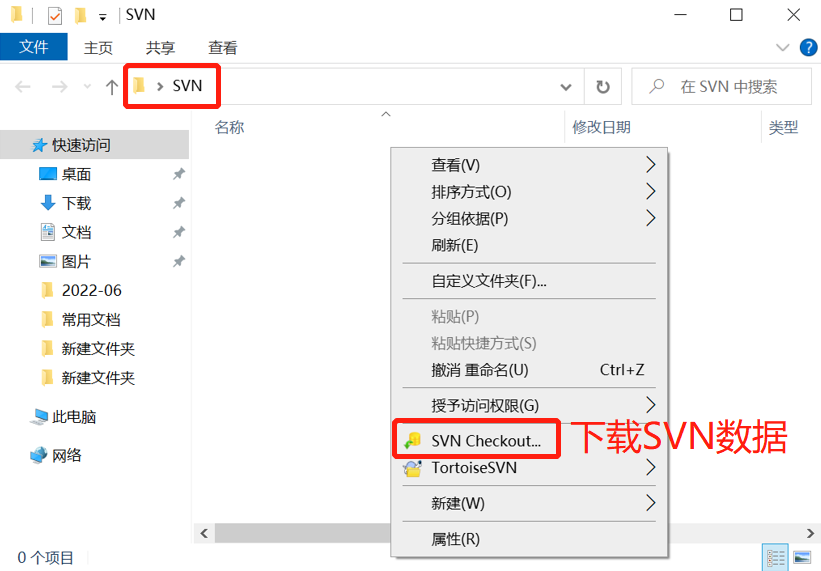 SVN
文件 主页 共享 查看
SVN
在 SVN 中搜索
名称 修改日期 类型
快速访问
桌面
下载
文档
图片
2022-06
常用文档
新建文件夹
新建文件夹
此电脑
网络
查看(V)
排序方式(O)
分组依据(P)
刷新(E)
自定义文件夹(F)...
粘贴(P)
粘贴快捷方式(S)
撤消 重命名(U) Ctrl+Z
授予访问权限(G)
SVN Checkout...
下载SVN数据
TortoiseSVN
新建(W)
属性(R)
0 个项目